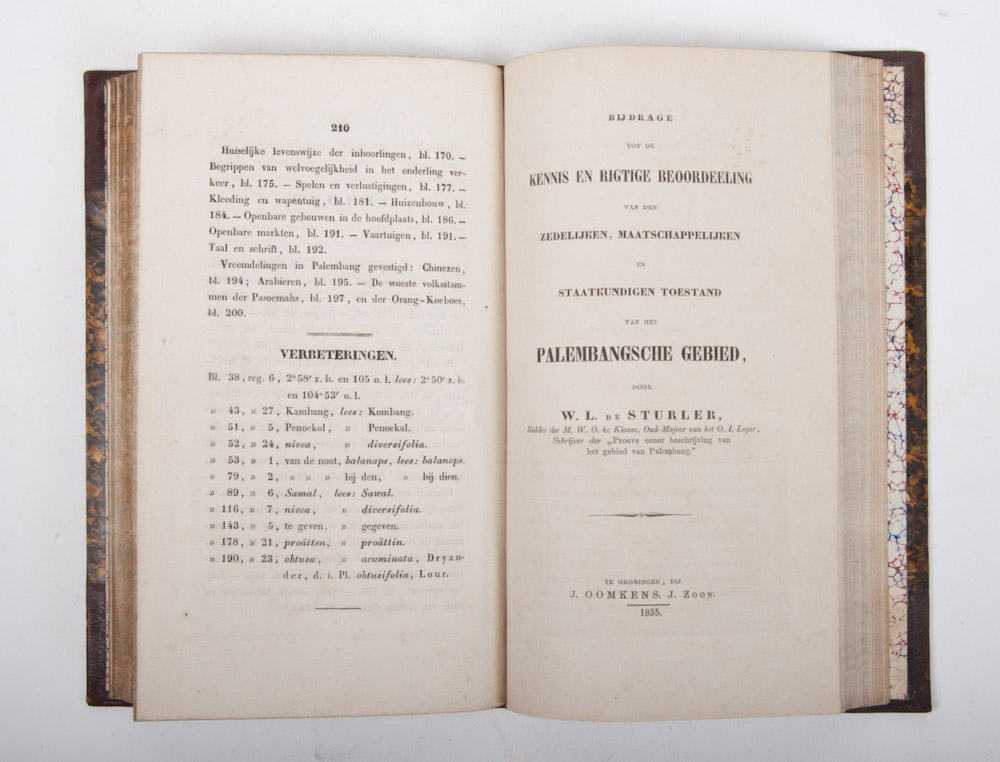 210
Huiselijke levenswijze der inboorlingen, bl. 170. —
Begrippen van welvoegelijkheid in het onderling ver-
keer, bl. 175. — Spelen en verlustigingen, bl. 177. —
Kleeding en wapentuig, bl. 181. — Huizenbouw, bl.
184. — Openbare gebouwen in de hoofdplaats, bl. 186. —
Openbare markten, bl. 191. — Vaartuigen, bl. 191. —
Taal en schrift, bl. 192.
Vreemdelingen in Palembang gevestigd: Chinezen,
bl. 194; Arabieren, bl. 195. — De woeste volksstam-
men der Pasoemahs, bl. 197, en der Orang-Koeboes,
bl. 200.
VERBETERINGEN.
Bl. 38, reg. 6, 2°58′ z. b. en 105 o. l. lees: 2°50′ z. b.
en 104°53′ o. l.
» 43, » 27, Kambang, lees: Kombang.
» 51, » 5, Penoekol, » Penoekal.
» 52, » 24, nivea, » diversifolia.
» 53, » 1, van de noot, balanaps, lees: balanops.
» 79, » 2, » » » bij den, » bij dien.
» 89, » 6, Samal, lees: Sawal.
» 116, » 7, nivea, » diversifolia.
» 143, » 5, te geven, » gegeven.
» 178, » 21, proätten, » proättin.
» 190, » 23, obtusa, » acuminata, Dryan-
der, d. i. Pl. obtusifolia, Lour.
BIJDRAGE
TOT DE
KENNIS EN RIGTIGE BEOORDEELING
VAN DEN
ZEDELIJKEN, MAATSCHAPPELIJKEN
EN
STAATKUNDIGEN TOESTAND
VAN HET
PALEMBANGSCHE GEBIED,
DOOR
W. L. DE STURLER,
Ridder der M. W. O. 4e Klasse, Oud-Majoor van het O. I. Leger,
Schrijver der „Proeve eener beschrijving van
het gebied van Palembang."
TE GRONINGEN, BIJ
J. OOMKENS. J. ZOON.
1855.